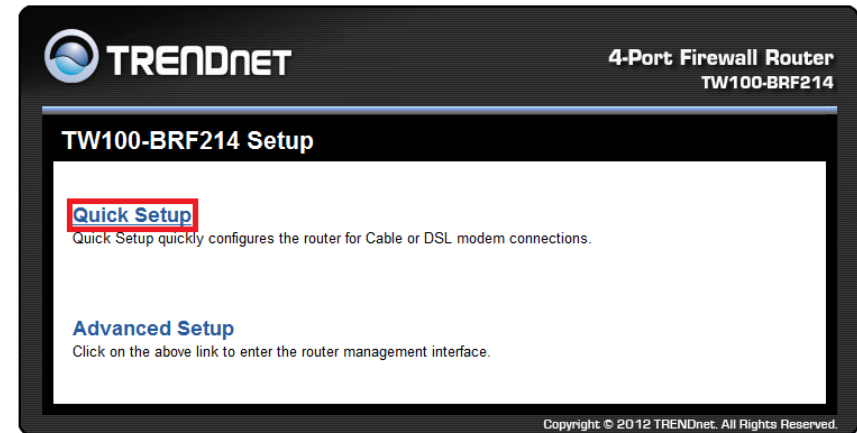 TRENDnet
4-Port Firewall Router
TW100-BRF214
TW100-BRF214 Setup
Quick Setup
Quick Setup quickly configures the router for Cable or DSL modem connections.
Advanced Setup
Click on the above link to enter the router management interface.
Copyright © 2012 TRENDnet. All Rights Reserved.